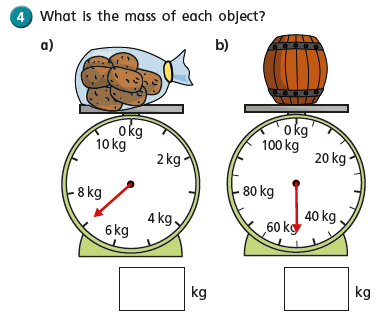 4 What is the mass of each object?
a) b)
0 kg 0 kg
10 kg 100 kg
2 kg 20 kg
8 kg 80 kg
4 kg 40 kg
6 kg 60 kg
kg kg